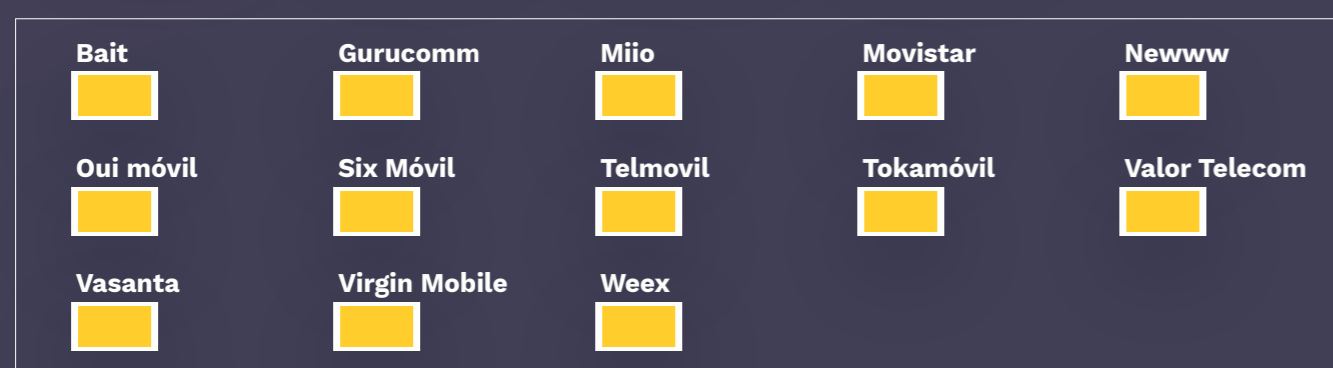 Bait Gurucomm Miio Movistar Newww
Oui móvil Six Móvil Telmovil Tokamóvil Valor Telecom
Vasanta Virgin Mobile Weex